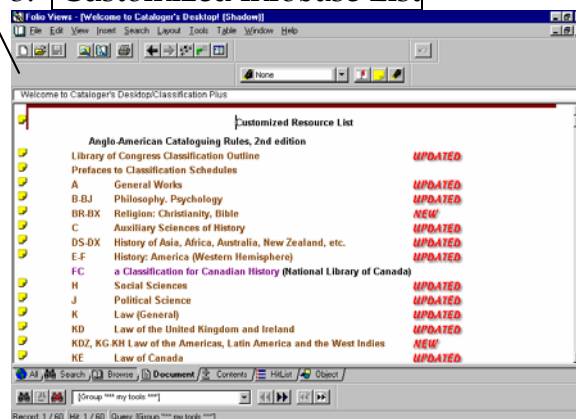 Customized Infobase List
Folio Views - [Welcome to Cataloger's Desktop! (Shadow)]
File Edit View Insert Search Layout Tools Table Window Help
None
Welcome to Cataloger's Desktop/Classification Plus
Customized Resource List
Anglo-American Cataloguing Rules, 2nd edition
Library of Congress Classification Outline UPDATED
Prefaces to Classification Schedules
A General Works UPDATED
B-BJ Philosophy. Psychology UPDATED
BR-BX Religion: Christianity, Bible NEW
C Auxiliary Sciences of History UPDATED
DS-DX History of Asia, Africa, Australia, New Zealand, etc. UPDATED
E-F History: America (Western Hemisphere) UPDATED
FC a Classification for Canadian History (National Library of Canada)
H Social Sciences UPDATED
J Political Science UPDATED
K Law (General) UPDATED
KD Law of the United Kingdom and Ireland UPDATED
KDZ, KG-KH Law of the Americas, Latin America and the West Indies NEW
KE Law of Canada UPDATED
All Search Browse Document Contents HitList Object
[Group "** my tools **"]
Record: 1 / 60 Hit: 1 / 60 Query: [Group "** my tools **"]